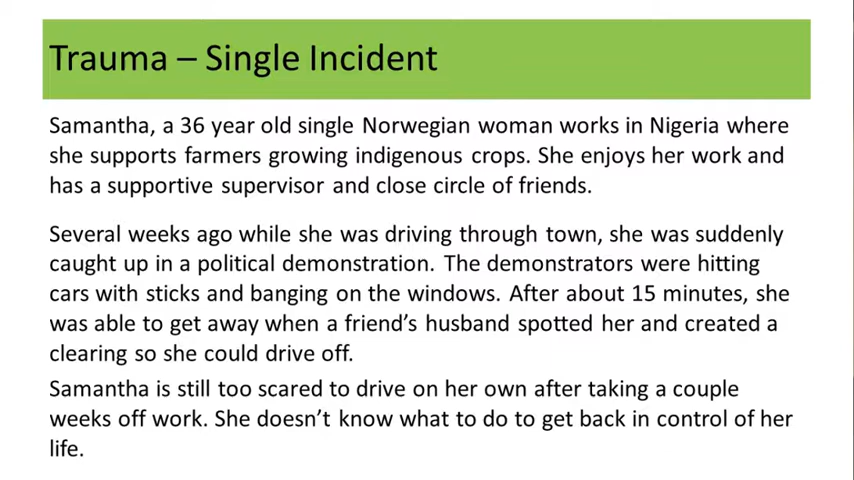 Trauma – Single Incident
Samantha, a 36 year old single Norwegian woman works in Nigeria where
she supports farmers growing indigenous crops. She enjoys her work and
has a supportive supervisor and close circle of friends.
Several weeks ago while she was driving through town, she was suddenly
caught up in a political demonstration. The demonstrators were hitting
cars with sticks and banging on the windows. After about 15 minutes, she
was able to get away when a friend’s husband spotted her and created a
clearing so she could drive off.
Samantha is still too scared to drive on her own after taking a couple
weeks off work. She doesn’t know what to do to get back in control of her
life.